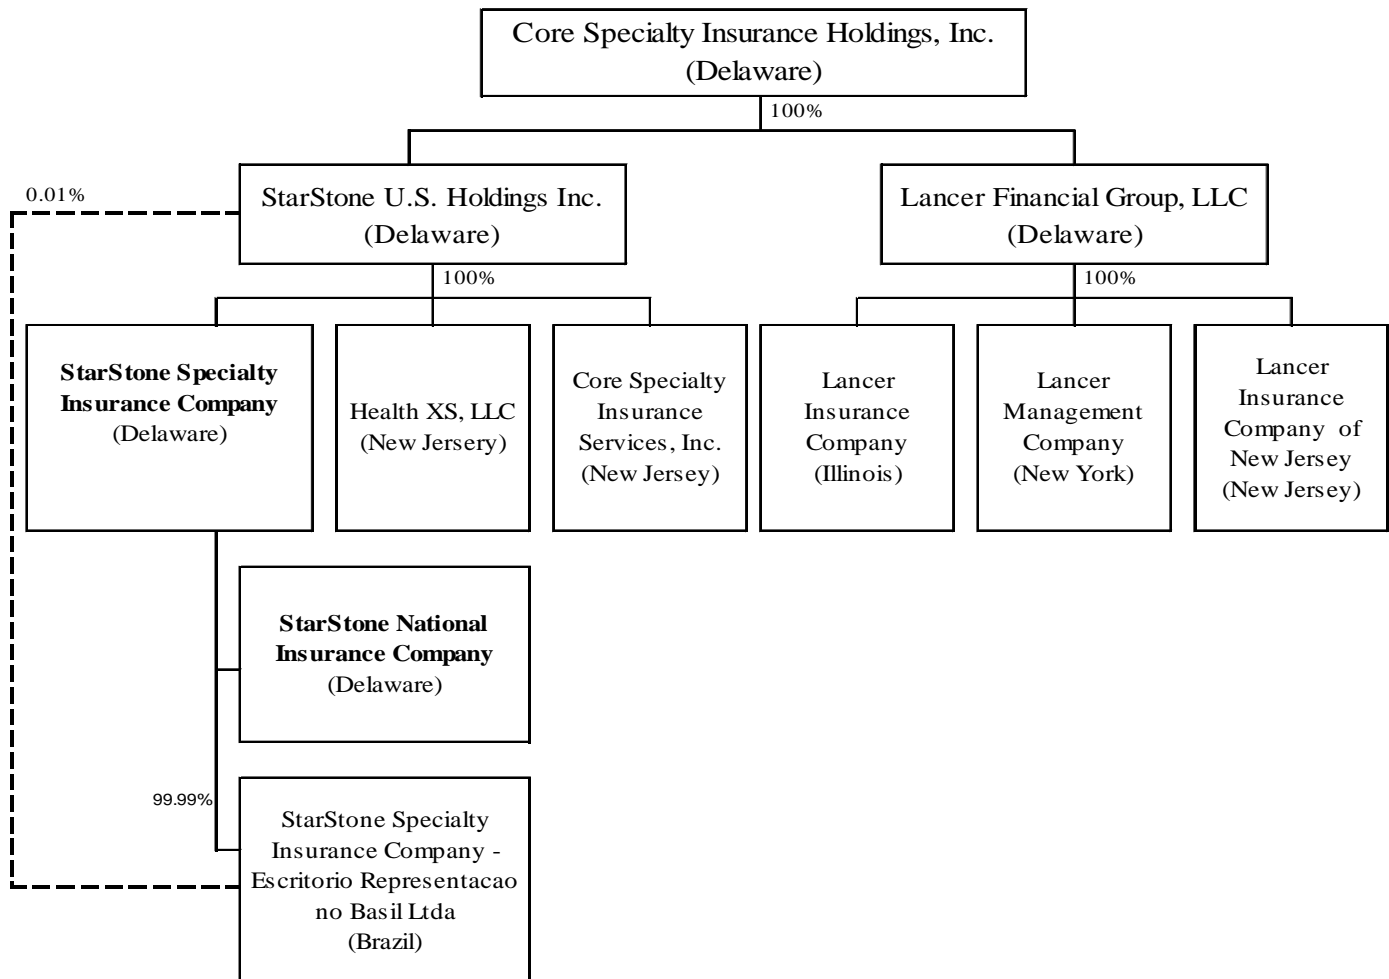 Core Specialty Insurance Holdings, Inc.
(Delaware)
100%
0.01%
StarStone U.S. Holdings Inc.
(Delaware)
Lancer Financial Group, LLC
(Delaware)
100%
100%
StarStone Specialty
Insurance Company
(Delaware)
Health XS, LLC
(New Jersery)
Core Specialty
Insurance
Services, Inc.
(New Jersey)
Lancer
Insurance
Company
(Illinois)
Lancer
Management
Company
(New York)
Lancer
Insurance
Company of
New Jersey
(New Jersey)
StarStone National
Insurance Company
(Delaware)
99.99%
StarStone Specialty
Insurance Company -
Escritorio Representacao
no Basil Ltda
(Brazil)